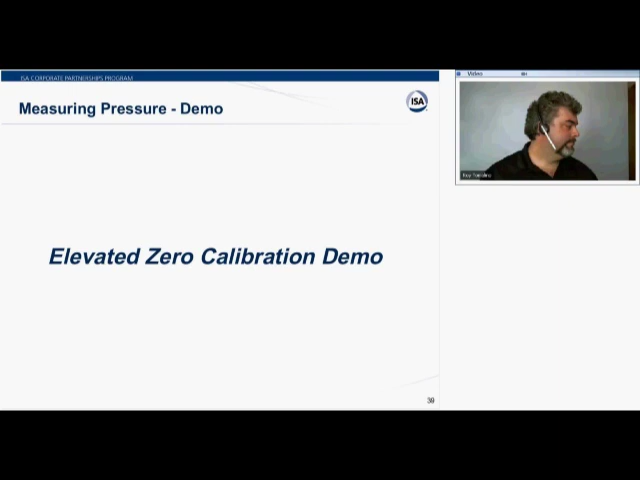 ISA CORPORATE PARTNERSHIPS PROGRAM
Measuring Pressure - Demo
ISA
Video
Elevated Zero Calibration Demo
39